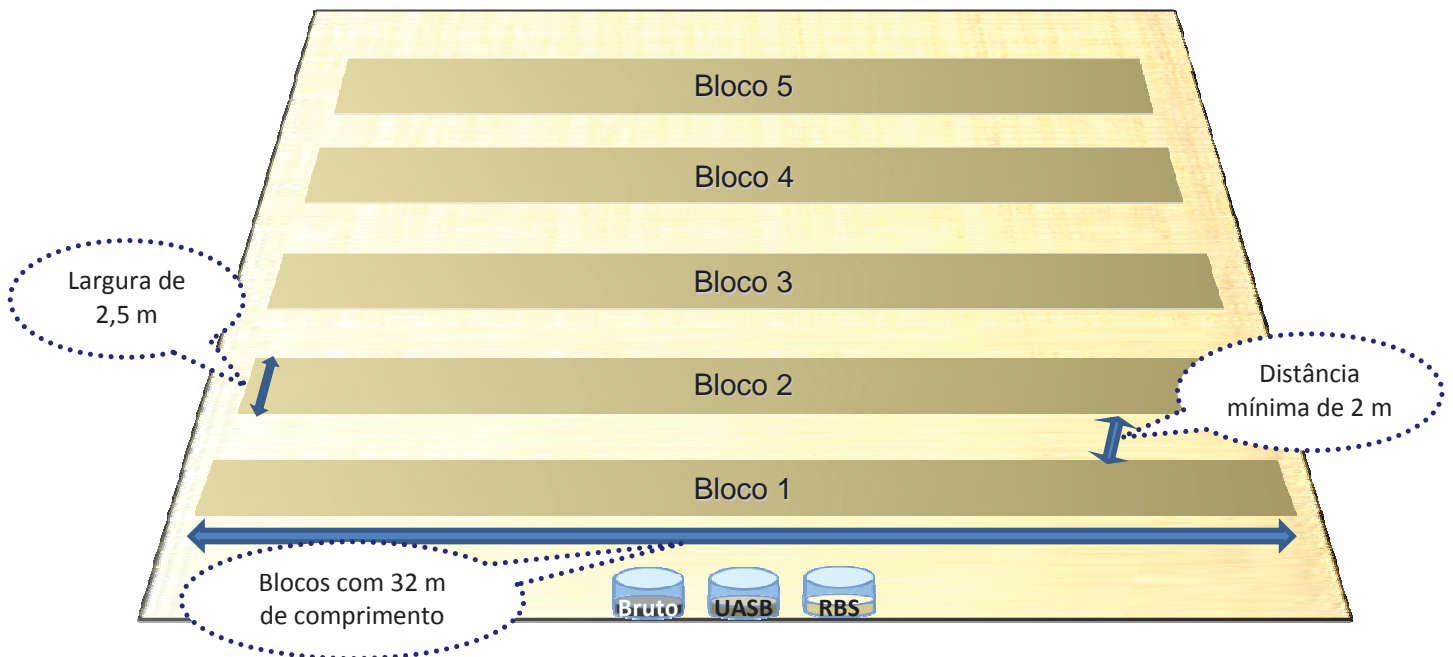 Bloco 5
Bloco 4
Bloco 3
Largura de
2,5 m
Bloco 2
Distância
mínima de 2 m
Bloco 1
Blocos com 32 m
de comprimento
Bruto
UASB
RBS